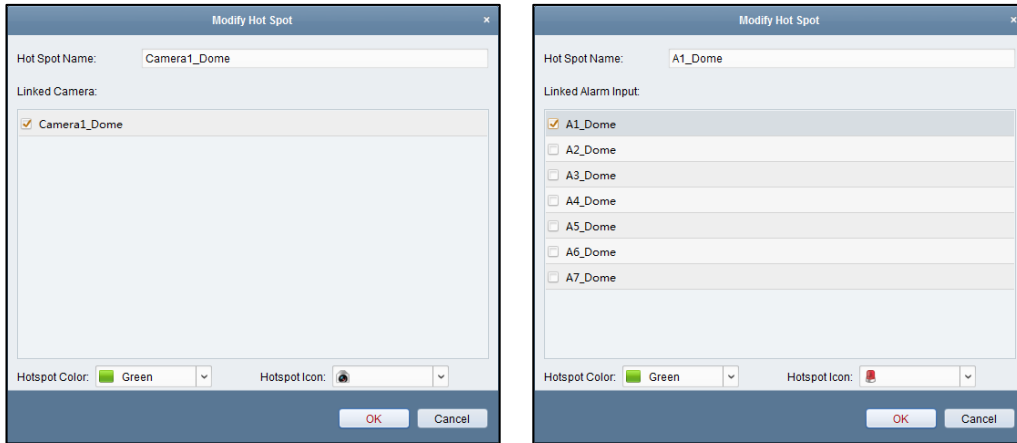 Modify Hot Spot ×
Hot Spot Name: Camera1_Dome
Linked Camera:
Camera1_Dome
Hotspot Color: Green Hotspot Icon:
OK Cancel
Modify Hot Spot ×
Hot Spot Name: A1_Dome
Linked Alarm Input:
A1_Dome
A2_Dome
A3_Dome
A4_Dome
A5_Dome
A6_Dome
A7_Dome
Hotspot Color: Green Hotspot Icon:
OK Cancel